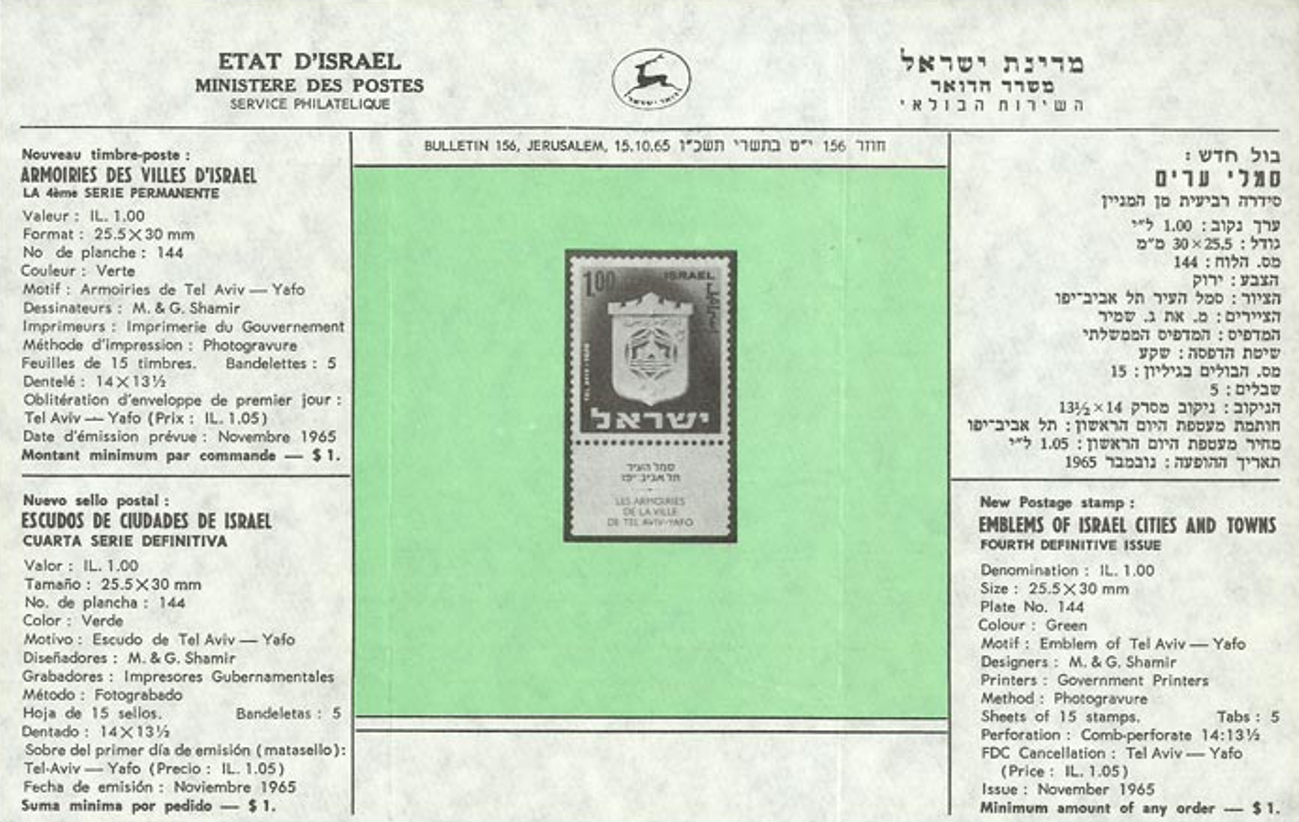 ETAT D'ISRAEL
MINISTERE DES POSTES
SERVICE PHILATELIQUE
דואר ישראל
מדינת ישראל
משרד הדואר
השירות הבולאי
BULLETIN 156, JERUSALEM, 15.10.65 חוזר 156 י"ט בתשרי תשכ"ו
Nouveau timbre-poste :
ARMOIRIES DES VILLES D'ISRAEL
LA 4ème SERIE PERMANENTE
Valeur : IL. 1.00
Format : 25.5X30 mm
No de planche : 144
Couleur : Verte
Motif : Armoiries de Tel Aviv — Yafo
Dessinateurs : M. & G. Shamir
Imprimeurs : Imprimerie du Gouvernement
Méthode d'impression : Photogravure
Feuilles de 15 timbres. Bandelettes : 5
Dentelé : 14X13½
Oblitération d'enveloppe de premier jour :
Tel Aviv — Yafo (Prix : IL. 1.05)
Date d'émission prévue : Novembre 1965
Montant minimum par commande — $ 1.
Nuevo sello postal :
ESCUDOS DE CIUDADES DE ISRAEL
CUARTA SERIE DEFINITIVA
Valor : IL. 1.00
Tamaño : 25.5X30 mm
No. de plancha : 144
Color : Verde
Motivo : Escudo de Tel Aviv — Yafo
Diseñadores : M. & G. Shamir
Grabadores : Impresores Gubernamentales
Método : Fotograbado
Hoja de 15 sellos. Bandeletas : 5
Dentado : 14X13½
Sobre del primer día de emisión (matasello) :
Tel-Aviv — Yafo (Precio : IL. 1.05)
Fecha de emisión : Noviembre 1965
Suma minima por pedido — $ 1.
1.00 ISRAEL
TEL AVIV-YAFO
ישראל
סמל העיר
תל אביב־יפו
LES ARMOIRIES
DE LA VILLE
DE TEL AVIV-YAFO
בול חדש :
סמלי ערים
סידרה רביעית מן המניין
ערך נקוב : 1.00 ל"י
גודל : 25.5×30 מ"מ
מס. הלוח : 144
הצבע : ירוק
הציור : סמל העיר תל אביב־יפו
הציירים : מ. את ג. שמיר
המדפיס : המדפיס הממשלתי
שיטת הדפסה : שקע
מס. הבולים בגיליון : 15
שבלים : 5
הניקוב : ניקוב מסרק 14×13½
חותמת מעטפת היום הראשון : תל אביב־יפו
מחיר מעטפת היום הראשון : 1.05 ל"י
תאריך ההופעה : נובמבר 1965
New Postage stamp :
EMBLEMS OF ISRAEL CITIES AND TOWNS
FOURTH DEFINITIVE ISSUE
Denomination : IL. 1.00
Size : 25.5X30 mm
Plate No. 144
Colour : Green
Motif : Emblem of Tel Aviv — Yafo
Designers : M. & G. Shamir
Printers : Government Printers
Method : Photogravure
Sheets of 15 stamps. Tabs : 5
Perforation : Comb-perforate 14:13½
FDC Cancellation : Tel Aviv — Yafo
(Price : IL. 1.05)
Issue : November 1965
Minimum amount of any order — $ 1.